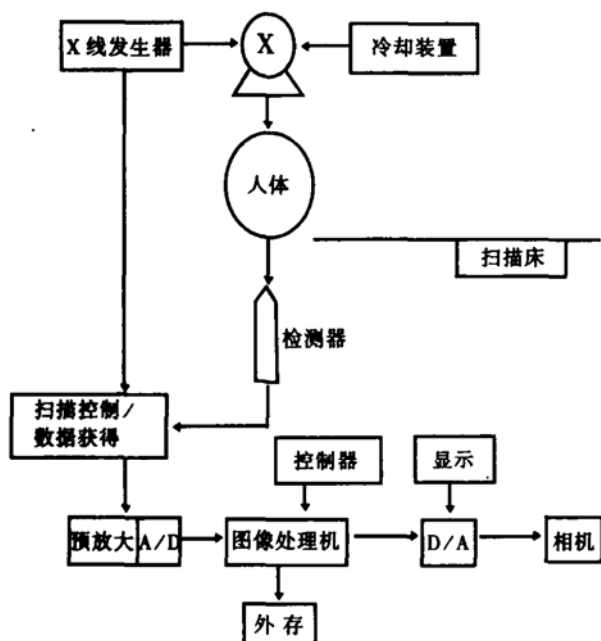 X线发生器
X
冷却装置
人体
扫描床
检测器
扫描控制/
数据获得
控制器
显示
预放大 A/D
图像处理机
D/A
相机
外存